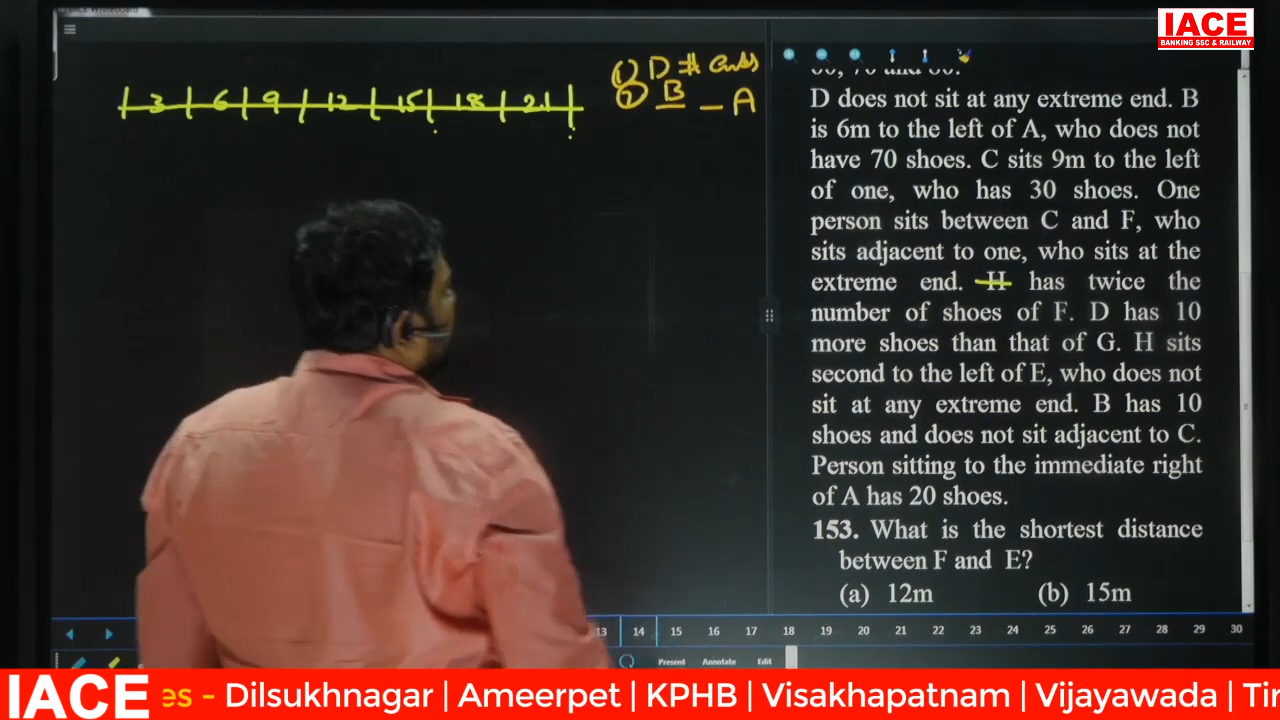 IACE
BANKING SSC & RAILWAY
3 6 9 12 15 18 21
① D # ends
② B _ A
D does not sit at any extreme end. B
is 6m to the left of A, who does not
have 70 shoes. C sits 9m to the left
of one, who has 30 shoes. One
person sits between C and F, who
sits adjacent to one, who sits at the
extreme end. H has twice the
number of shoes of F. D has 10
more shoes than that of G. H sits
second to the left of E, who does not
sit at any extreme end. B has 10
shoes and does not sit adjacent to C.
Person sitting to the immediate right
of A has 20 shoes.
153. What is the shortest distance
between F and E?
(a) 12m (b) 15m
13 14 15 16 17 18 19 20 21 22 23 24 25 26 27 28 29 30
Present Annotate Edit
IACE es - Dilsukhnagar | Ameerpet | KPHB | Visakhapatnam | Vijayawada | Tir